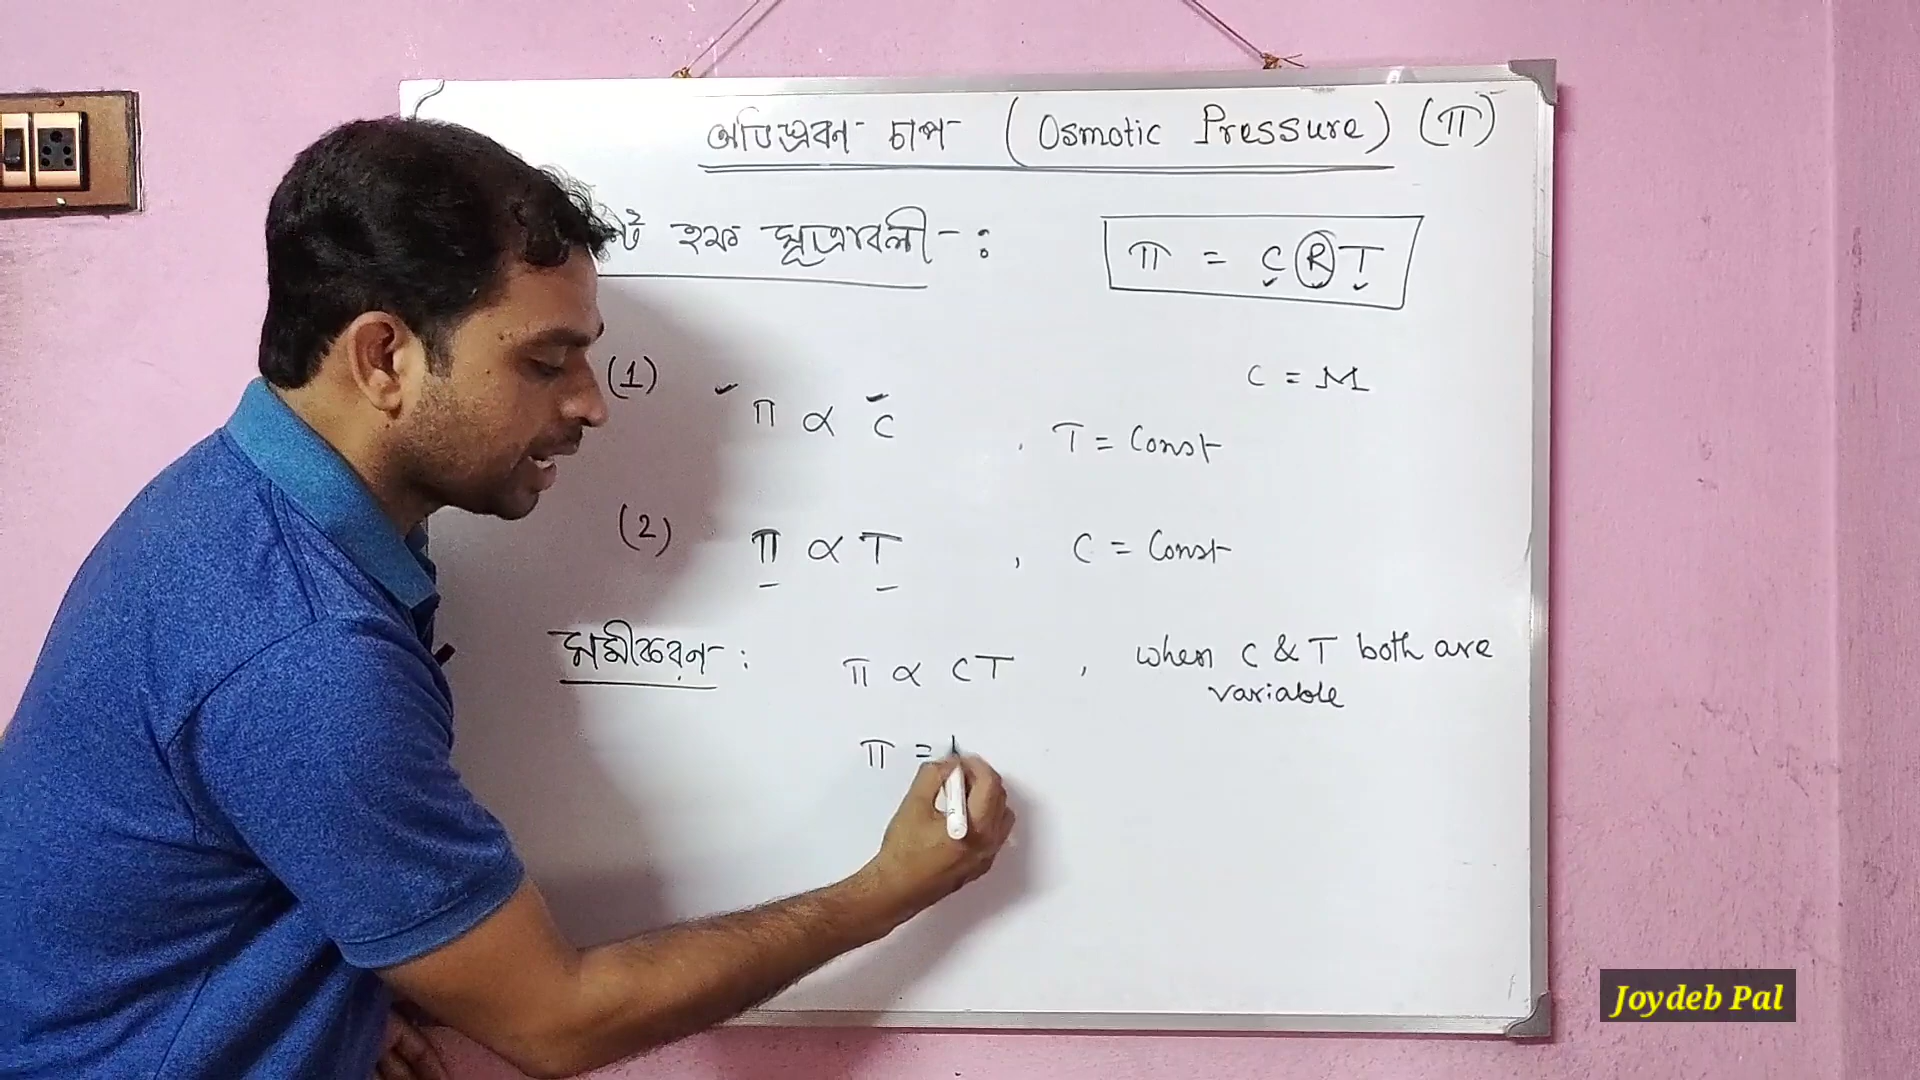 অভিস্রবণ চাপ (Osmotic Pressure) (π)
হফ সূত্রাবলী :
π = CRT
(1) π ∝ C , T = Const
C = M
(2) π ∝ T , C = Const
সমীকরণ : π ∝ CT , when C & T both are
variable
π =
Joydeb Pal